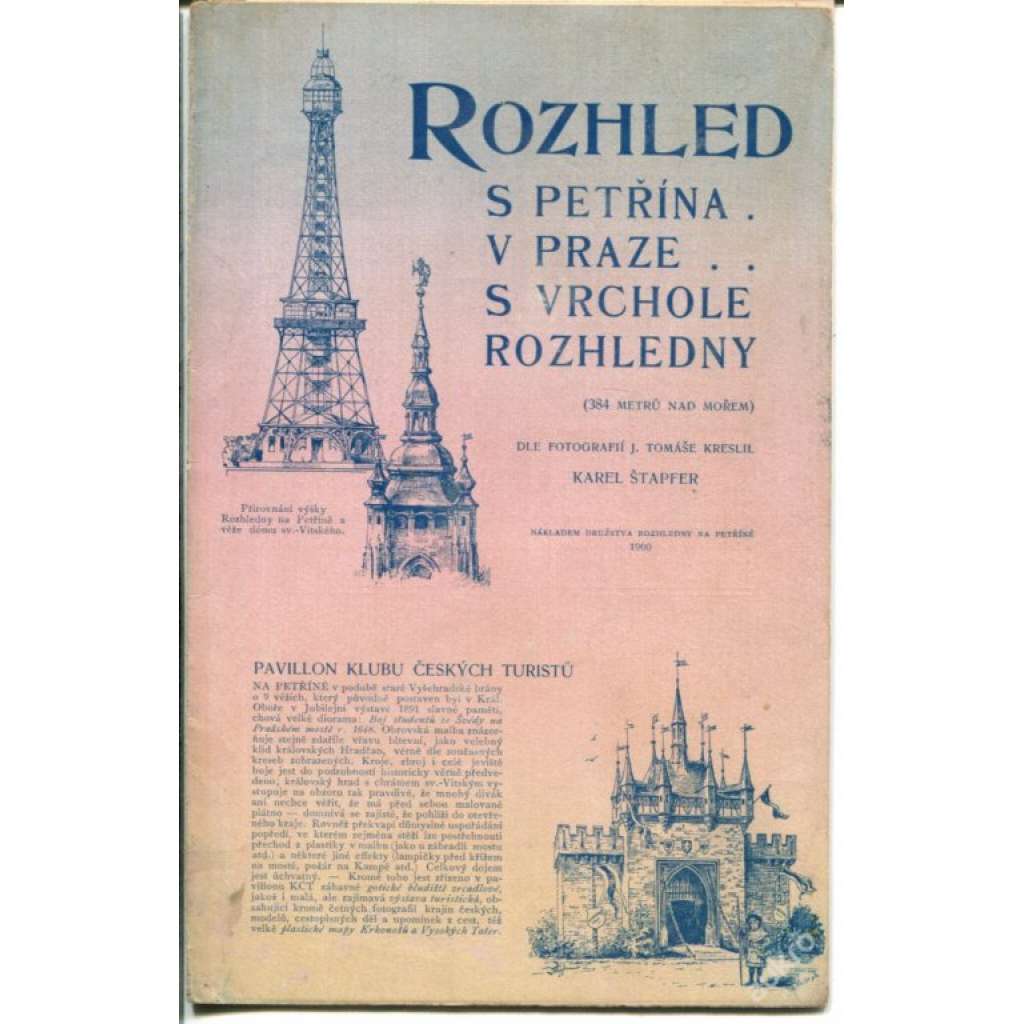 ROZHLED
S PETŘÍNA .
V PRAZE . .
S VRCHOLE
ROZHLEDNY
(384 METRŮ NAD MOŘEM)
DLE FOTOGRAFIÍ J. TOMÁŠE KRESLIL
KAREL ŠTAPFER
NÁKLADEM DRUŽSTVA ROZHLEDNY NA PETŘÍNĚ
1900
Přirovnání výšky
Rozhledny na Petříně a
věže dómu sv.-Vítského.
PAVILLON KLUBU ČESKÝCH TURISTŮ
NA PETŘÍNĚ v podobě staré Vyšehradské brány
o 9 věžích, který původně postaven byl v Král.
Oboře v Jubilejní výstavě 1891 slavné paměti,
chová velké diorama: Boj studentů se Švédy na
Pražském mostě r. 1648. Obrovská malba znázor-
ňuje stejně zdařile vřavu bitevní, jako velebný
klid královských Hradčan, věrně dle současných
kreseb zobrazených. Kroje, zbroj i celé jeviště
boje jest do podrobností historicky věrně předve-
deno, královský hrad s chrámem sv.-Vítským vy-
stupuje na obzoru tak pravdivě, že mnohý divák
ani nechce věřit, že má před sebou malované
plátno — domnívá se zajisté, že pohlíží do otevře-
ného kraje. Rovněž překvapí důmyslné uspořádání
popředí, ve kterém zejména stěží lze postřehnouti
přechod z plastiky v malbu (jako u zábradlí mostu
atd.) a některé jiné effekty (lampičky před křížem
na mostě, požár na Kampě atd.) Celkový dojem
jest úchvatný. — Kromě toho jest zřízeno v pa-
villonu KČT zábavné gotické bludiště zrcadlové,
jakož i malá, ale zajímavá výstava turistická, ob-
sahující kromě četných fotografií krajin českých,
modelů, cestopisných děl a upomínek z cest, též
velké plastické mapy Krkonošů a Vysokých Tater.